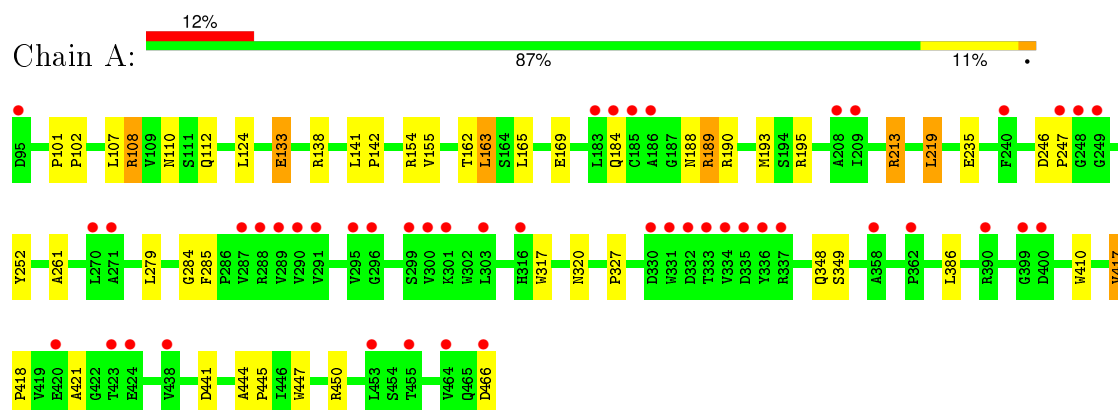 12%
Chain A:
87% 11% •
D95 P101 P102 L107 R108 V109 N110 S111 Q112 L124 E133 R138 L141 P142 R154 V155 T162 L163 S164 L165 E169 L183 Q184 C185 A186 G187 N188 R189 R190 M193 S194 R195 A208 I209 R213 L219 E235 F240 D246 P247 G248 G249
Y252 A261 L270 A271 L279 G284 F285 P286 V287 R288 V289 V290 V291 V295 G296 S299 V300 K301 W302 L303 H316 W317 N320 P327 D330 W331 D332 T333 V334 D335 Y336 R337 Q348 S349 A358 P362 L386 R390 G399 D400 W410 V417
P418 V419 E420 A421 G422 T423 E424 V438 D441 A444 P445 I446 W447 R450 L453 S454 T455 V464 Q465 D466